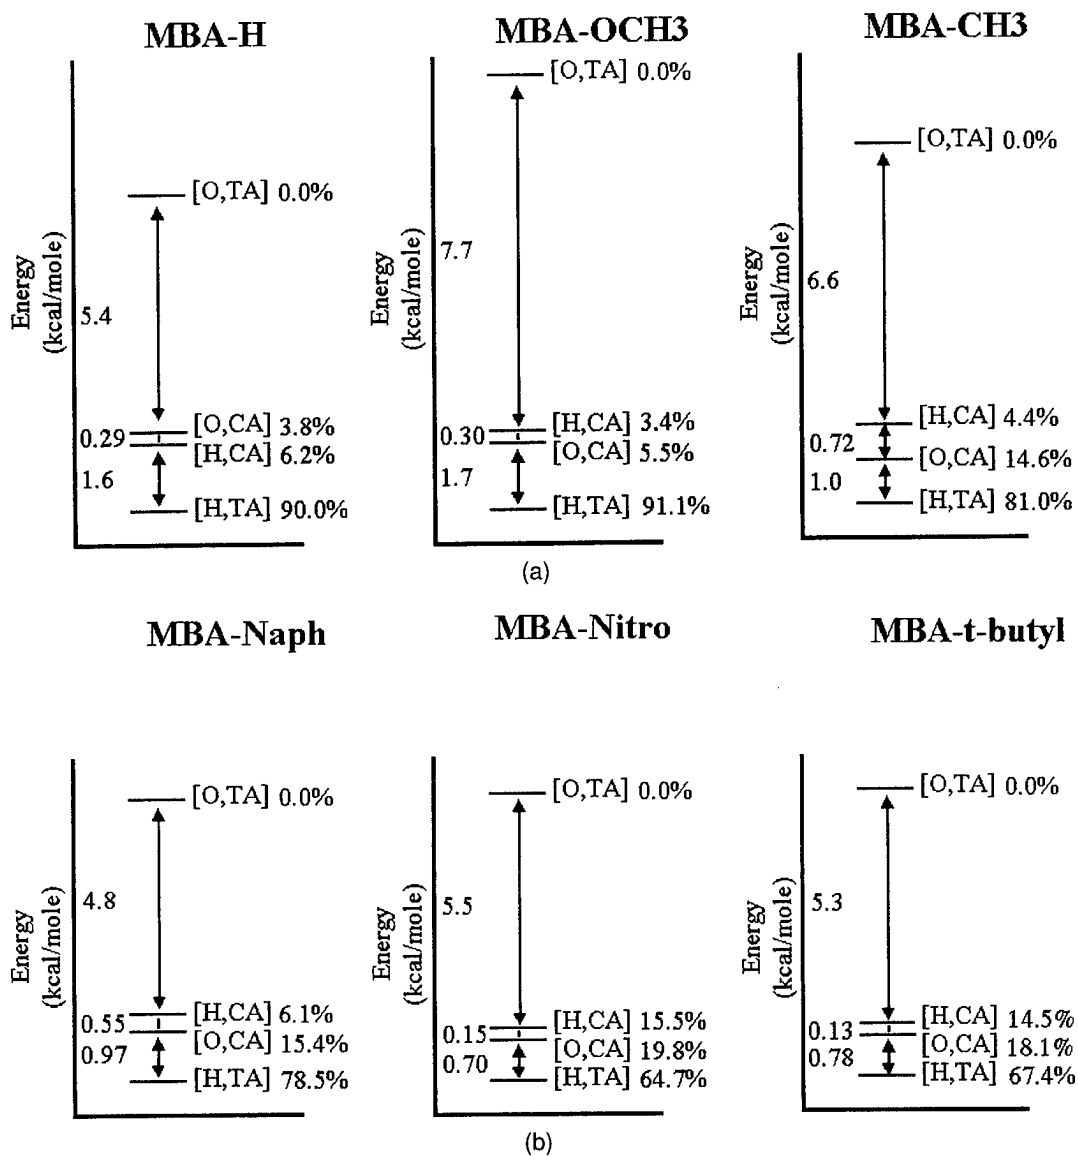 MBA-H
[O,TA] 0.0%
Energy
(kcal/mole)
5.4
[O,CA] 3.8%
0.29
[H,CA] 6.2%
1.6
[H,TA] 90.0%
MBA-OCH3
[O,TA] 0.0%
Energy
(kcal/mole)
7.7
[H,CA] 3.4%
0.30
[O,CA] 5.5%
1.7
[H,TA] 91.1%
MBA-CH3
[O,TA] 0.0%
Energy
(kcal/mole)
6.6
[H,CA] 4.4%
0.72
[O,CA] 14.6%
1.0
[H,TA] 81.0%
(a)
MBA-Naph
[O,TA] 0.0%
Energy
(kcal/mole)
4.8
[H,CA] 6.1%
0.55
[O,CA] 15.4%
0.97
[H,TA] 78.5%
MBA-Nitro
[O,TA] 0.0%
Energy
(kcal/mole)
5.5
[H,CA] 15.5%
0.15
[O,CA] 19.8%
0.70
[H,TA] 64.7%
MBA-t-butyl
[O,TA] 0.0%
Energy
(kcal/mole)
5.3
[H,CA] 14.5%
0.13
[O,CA] 18.1%
0.78
[H,TA] 67.4%
(b)